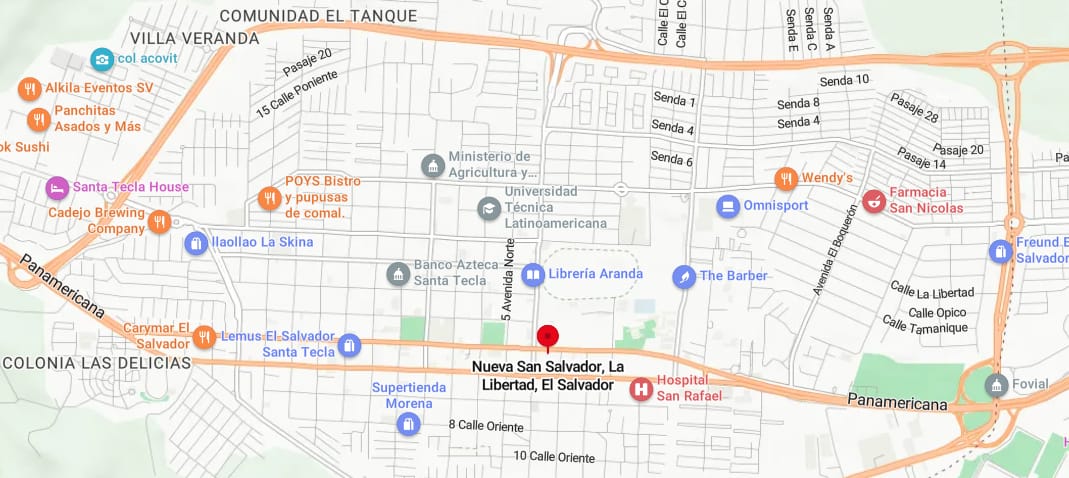 COMUNIDAD EL TANQUE
VILLA VERANDA
col acovit
Alkila Eventos SV
Panchitas
Asados y Más
ok Sushi
Santa Tecla House
Cadejo Brewing
Company
Ilaollao La Skina
Panamericana
Carymar El
Salvador
COLONIA LAS DELICIAS
Pasaje 20
15 Calle Poniente
POYS Bistro
y pupusas
de comal.
Ministerio de
Agricultura y...
Universidad
Técnica
Latinoamericana
Banco Azteca
Santa Tecla
5 Avenida Norte
Librería Aranda
Lemus El Salvador
Santa Tecla
Supertienda
Morena
8 Calle Oriente
10 Calle Oriente
Nueva San Salvador, La
Libertad, El Salvador
Hospital
San Rafael
The Barber
Omnisport
Wendy's
Calle El C
Calle El C
Senda E
Senda C
Senda A
Senda 1
Senda 4
Senda 6
Senda 10
Senda 8
Senda 4
Pasaje 28
Pasaje 14
Pasaje 20
Pa
Farmacia
San Nicolas
Avenida El Boquerón
Freund E
Salvador
Calle La Libertad
Calle Opico
Calle Tamanique
Fovial
Panamericana